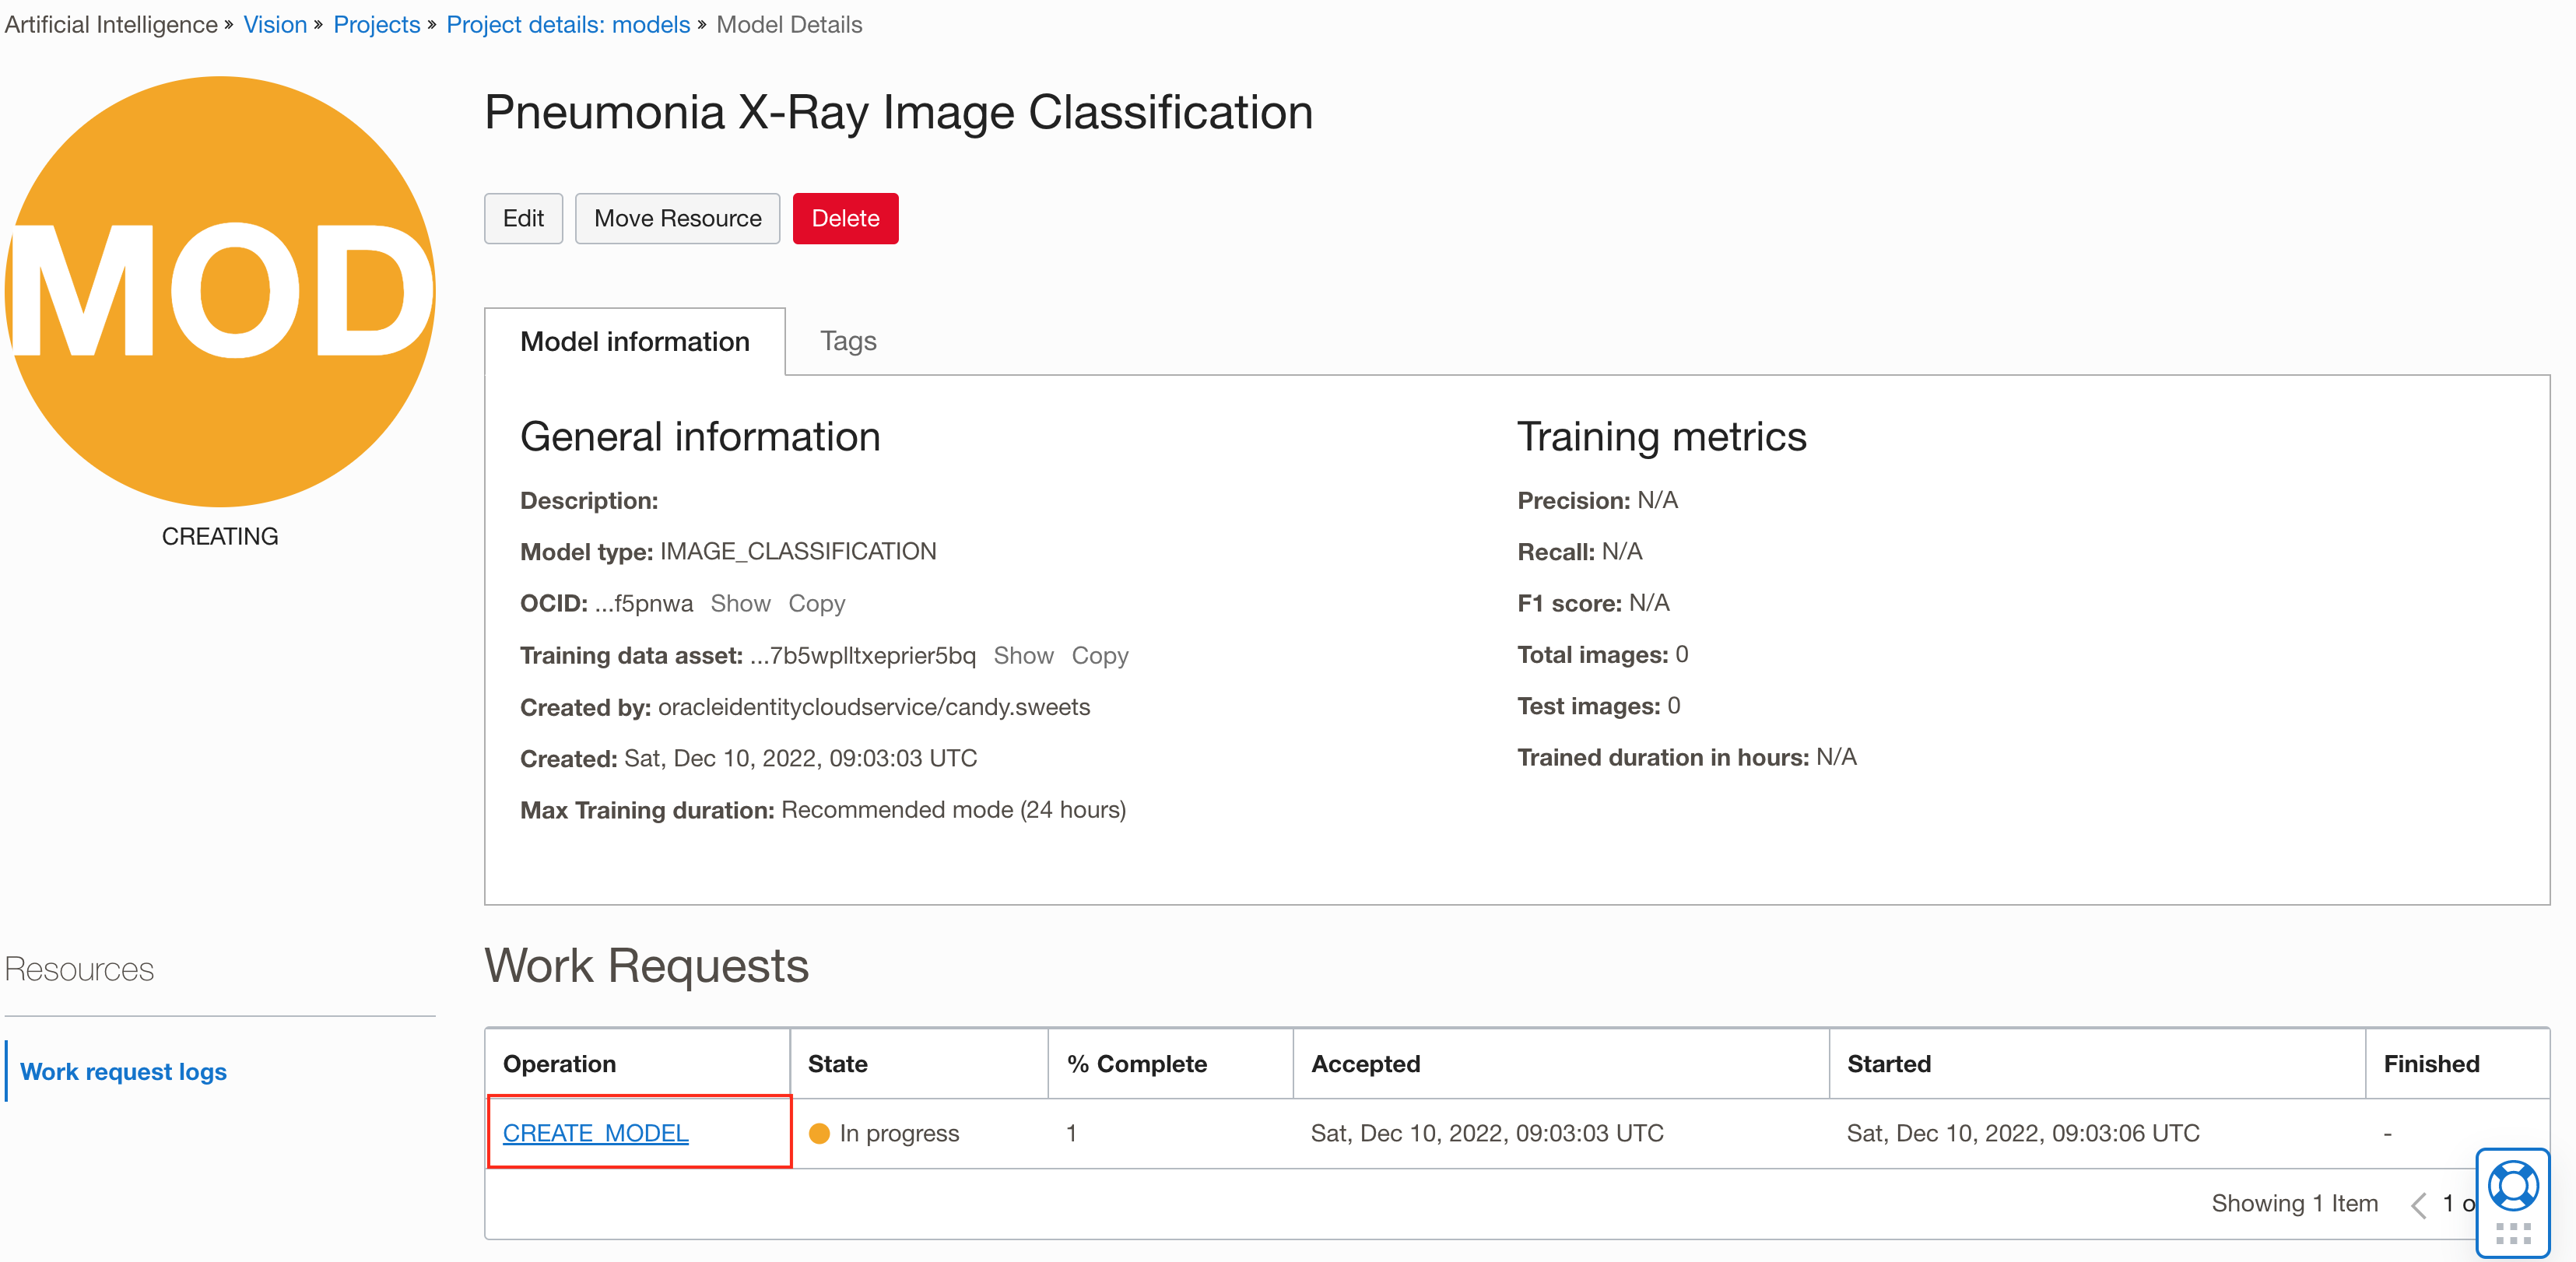 Artificial Intelligence » Vision » Projects » Project details: models » Model Details
MOD
CREATING
Pneumonia X-Ray Image Classification
Edit Move Resource Delete
Model information Tags
General information
Description:
Model type: IMAGE_CLASSIFICATION
OCID: ...f5pnwa Show Copy
Training data asset: ...7b5wplltxeprier5bq Show Copy
Created by: oracleidentitycloudservice/candy.sweets
Created: Sat, Dec 10, 2022, 09:03:03 UTC
Max Training duration: Recommended mode (24 hours)
Training metrics
Precision: N/A
Recall: N/A
F1 score: N/A
Total images: 0
Test images: 0
Trained duration in hours: N/A
Resources
Work request logs
Work Requests
Operation State % Complete Accepted Started Finished
CREATE_MODEL In progress 1 Sat, Dec 10, 2022, 09:03:03 UTC Sat, Dec 10, 2022, 09:03:06 UTC -
Showing 1 Item < 1 o